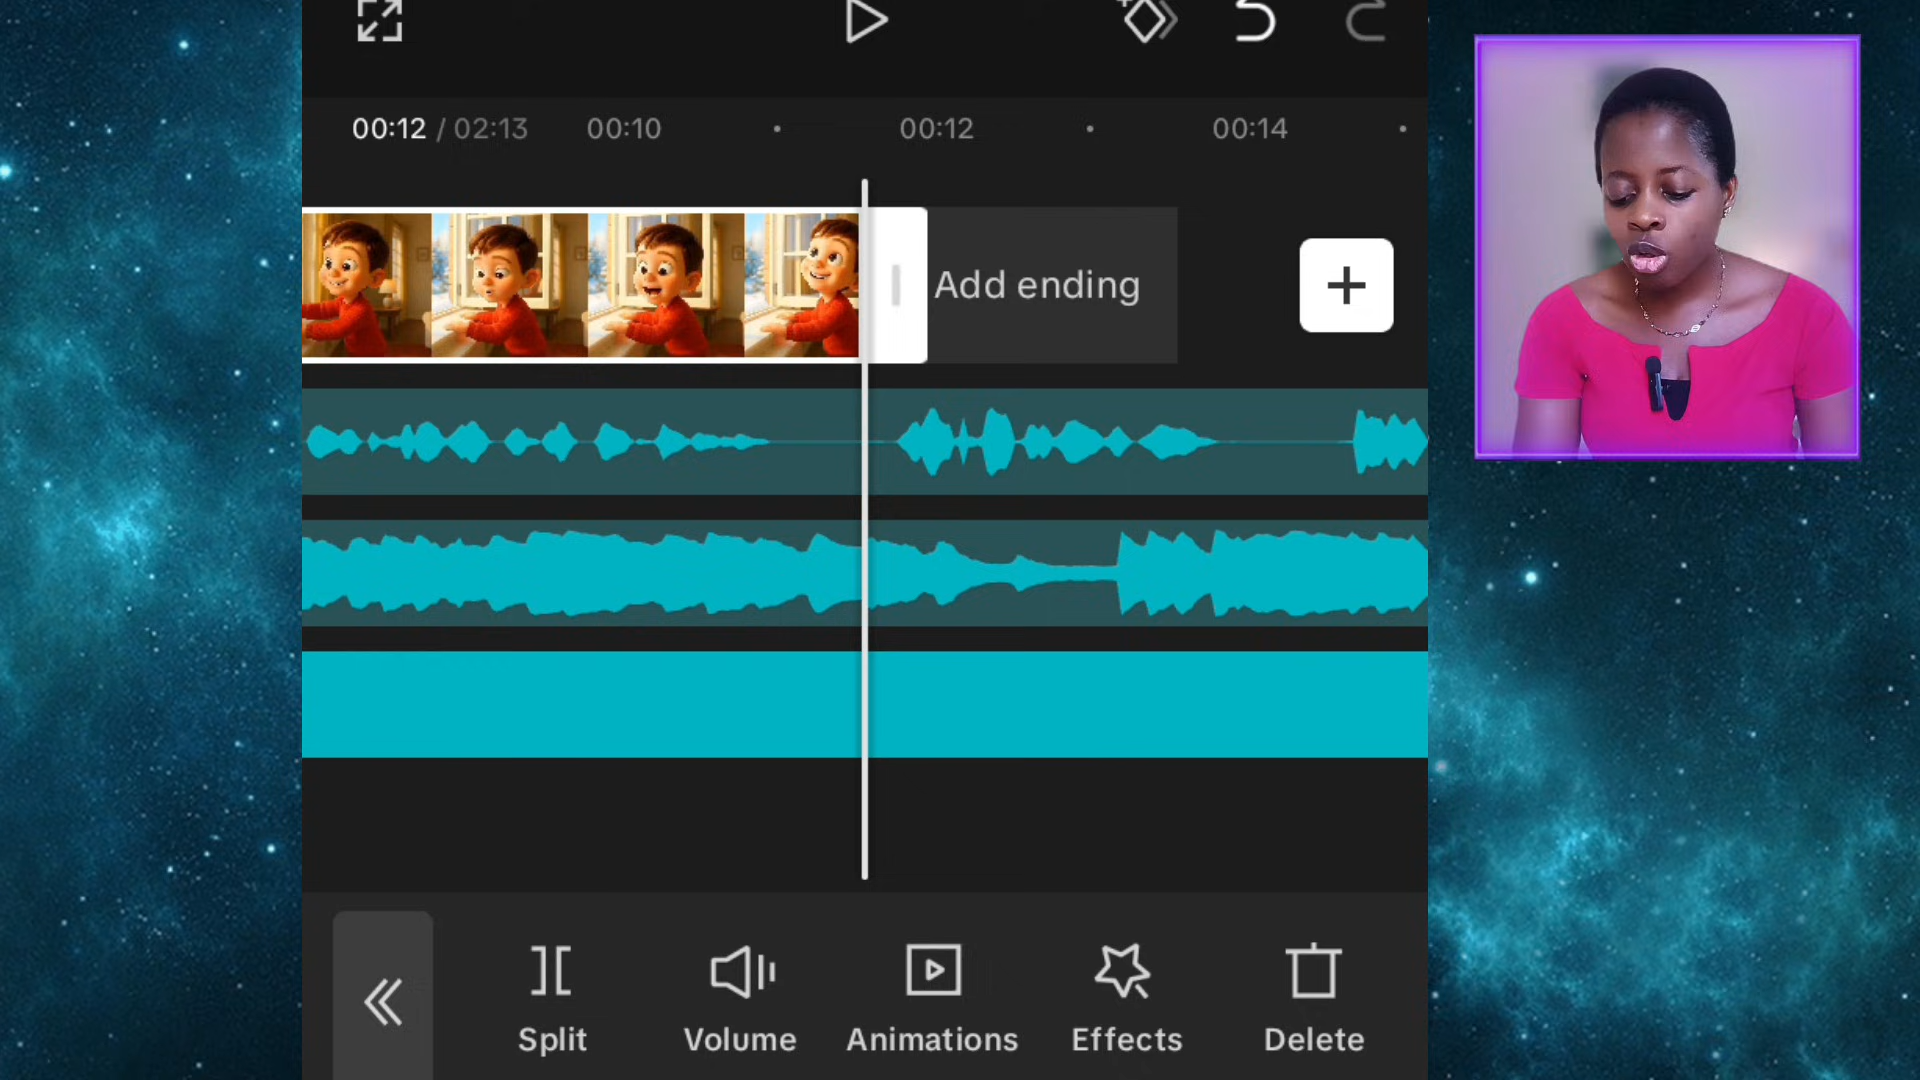 00:12 / 02:13 00:10 00:12 00:14
Add ending
Split Volume Animations Effects Delete